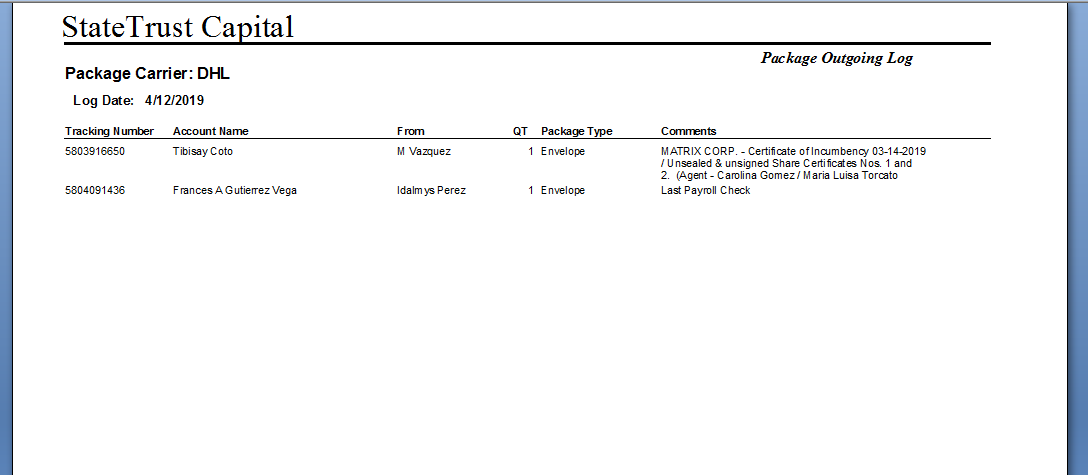 StateTrust Capital
Package Outgoing Log
Package Carrier: DHL
Log Date: 4/12/2019
Tracking Number Account Name From QT Package Type Comments
5803916650 Tibisay Coto M Vazquez 1 Envelope MATRIX CORP. - Certificate of Incumbency 03-14-2019
/ Unsealed & unsigned Share Certificates Nos. 1 and
2. (Agent - Carolina Gomez / Maria Luisa Torcato
5804091436 Frances A Gutierrez Vega Idalmys Perez 1 Envelope Last Payroll Check